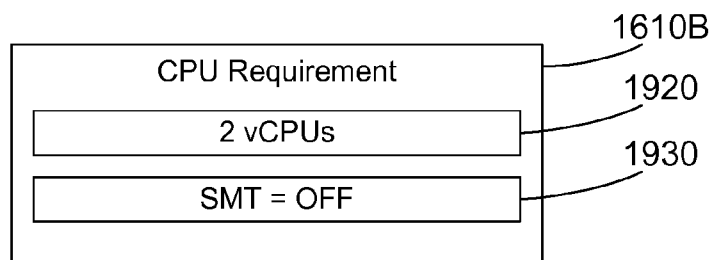 1610B
CPU Requirement
1920
2 vCPUs
1930
SMT = OFF